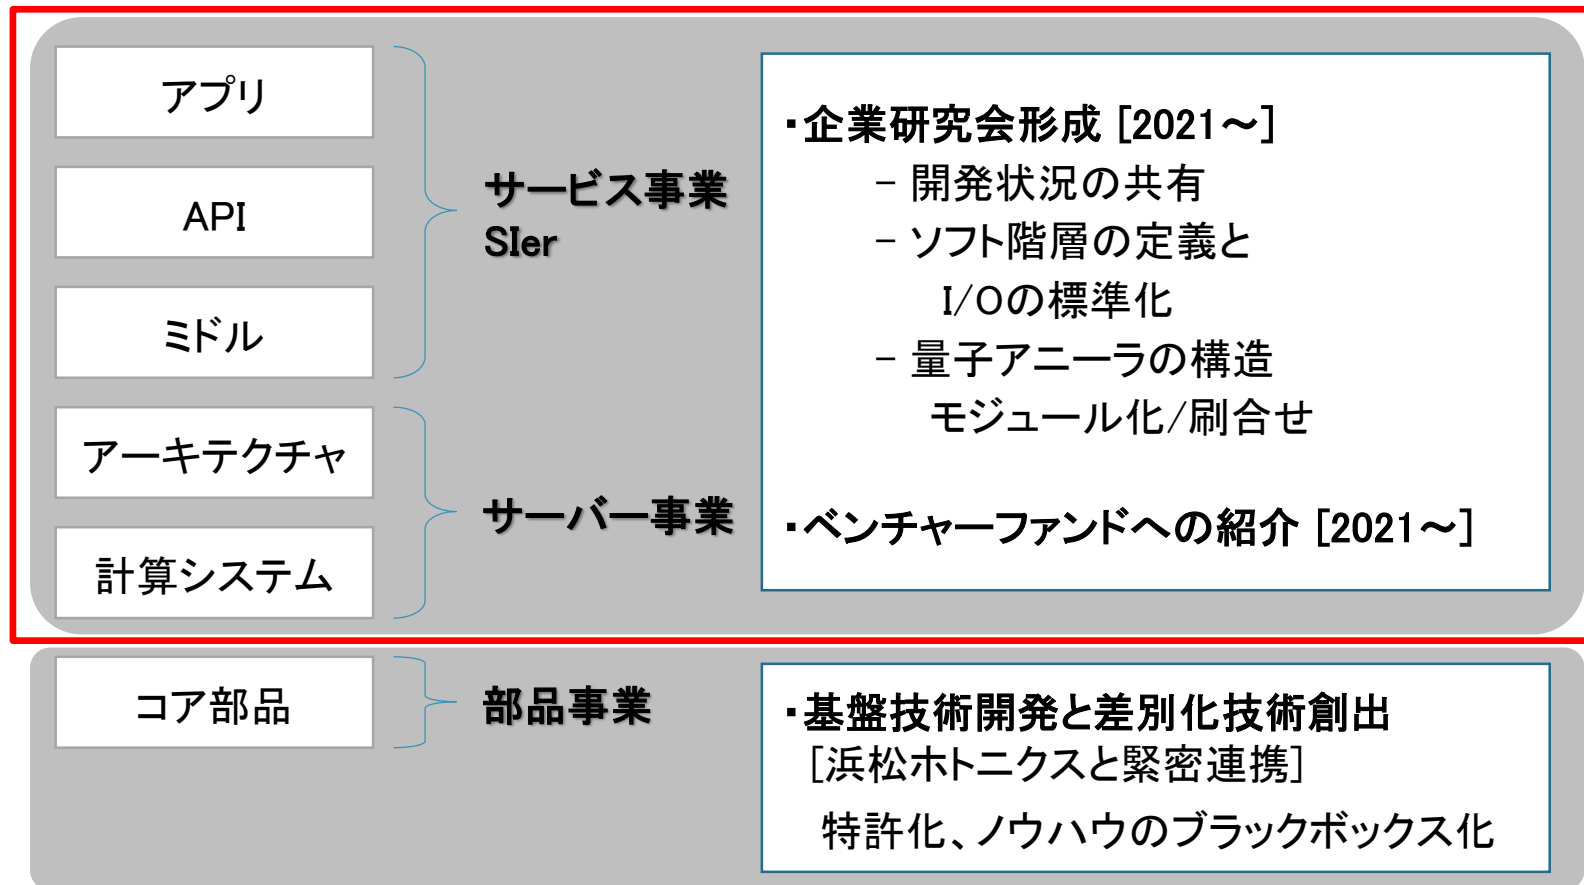 アプリ
API
ミドル
アーキテクチャ
計算システム
サービス事業
SIer
サーバー事業
・企業研究会形成 [2021～]
– 開発状況の共有
– ソフト階層の定義と
I/Oの標準化
– 量子アニーラの構造
モジュール化/刷合せ
・ベンチャーファンドへの紹介 [2021～]
コア部品
部品事業
・基盤技術開発と差別化技術創出
[浜松ホトニクスと緊密連携]
特許化、ノウハウのブラックボックス化